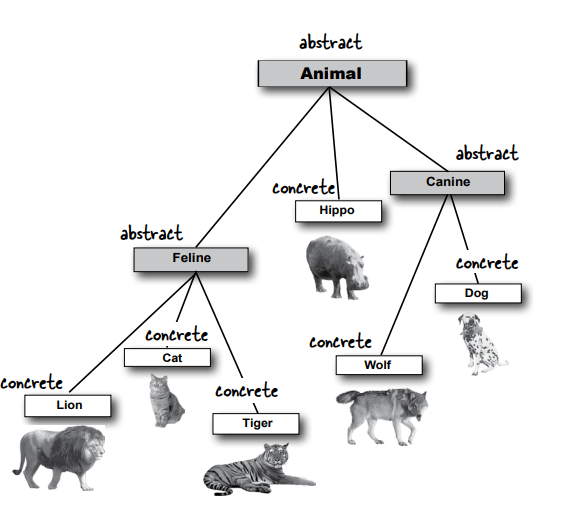 abstract
Animal
abstract
Canine
concrete
Hippo
abstract
Feline
concrete
Dog
concrete
Cat
concrete
Wolf
concrete
Lion
concrete
Tiger